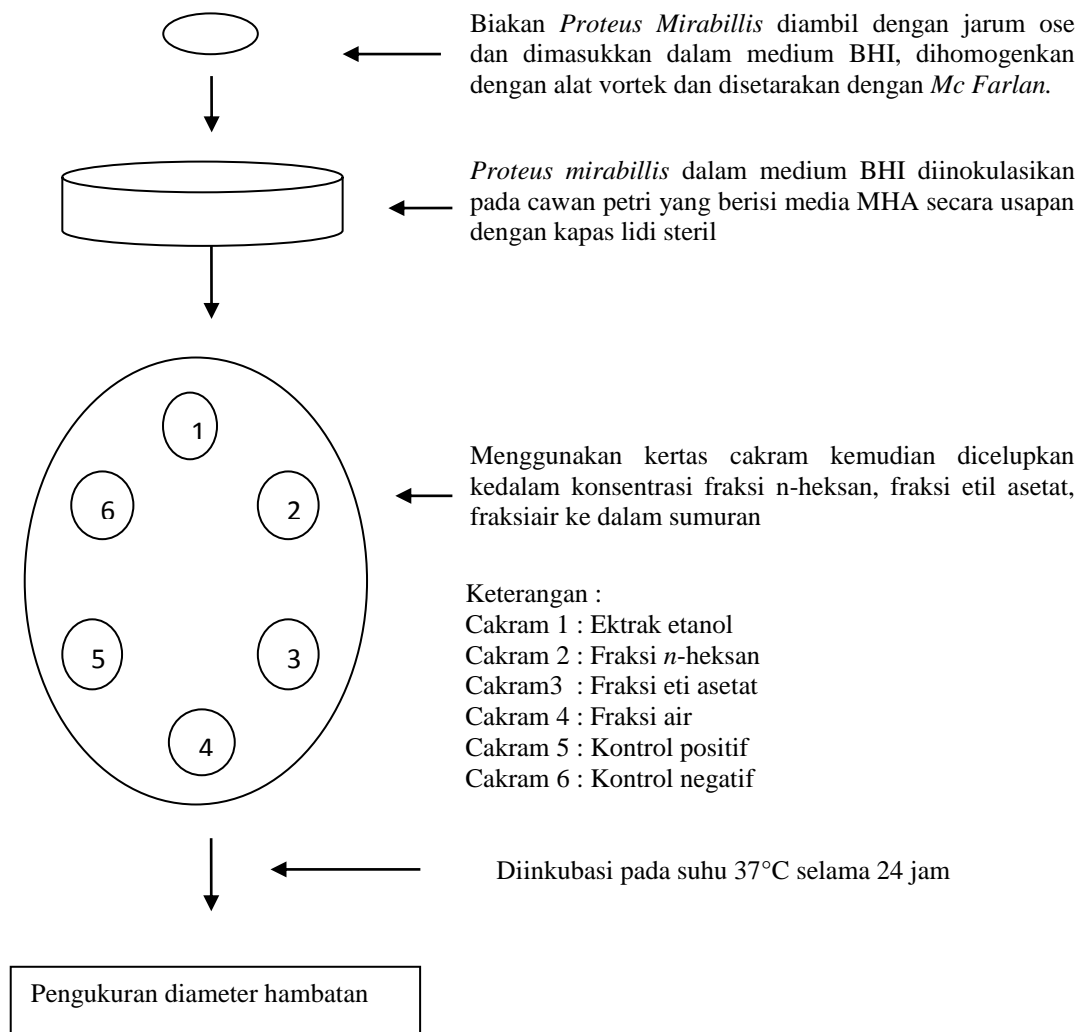 Biakan Proteus Mirabillis diambil dengan jarum ose
dan dimasukkan dalam medium BHI, dihomogenkan
dengan alat vortek dan disetarakan dengan Mc Farlan.
Proteus mirabillis dalam medium BHI diinokulasikan
pada cawan petri yang berisi media MHA secara usapan
dengan kapas lidi steril
1
6
2
5
3
4
Menggunakan kertas cakram kemudian dicelupkan
kedalam konsentrasi fraksi n-heksan, fraksi etil asetat,
fraksiair ke dalam sumuran
Keterangan :
Cakram 1 : Ektrak etanol
Cakram 2 : Fraksi n-heksan
Cakram3 : Fraksi eti asetat
Cakram 4 : Fraksi air
Cakram 5 : Kontrol positif
Cakram 6 : Kontrol negatif
Diinkubasi pada suhu 37°C selama 24 jam
Pengukuran diameter hambatan